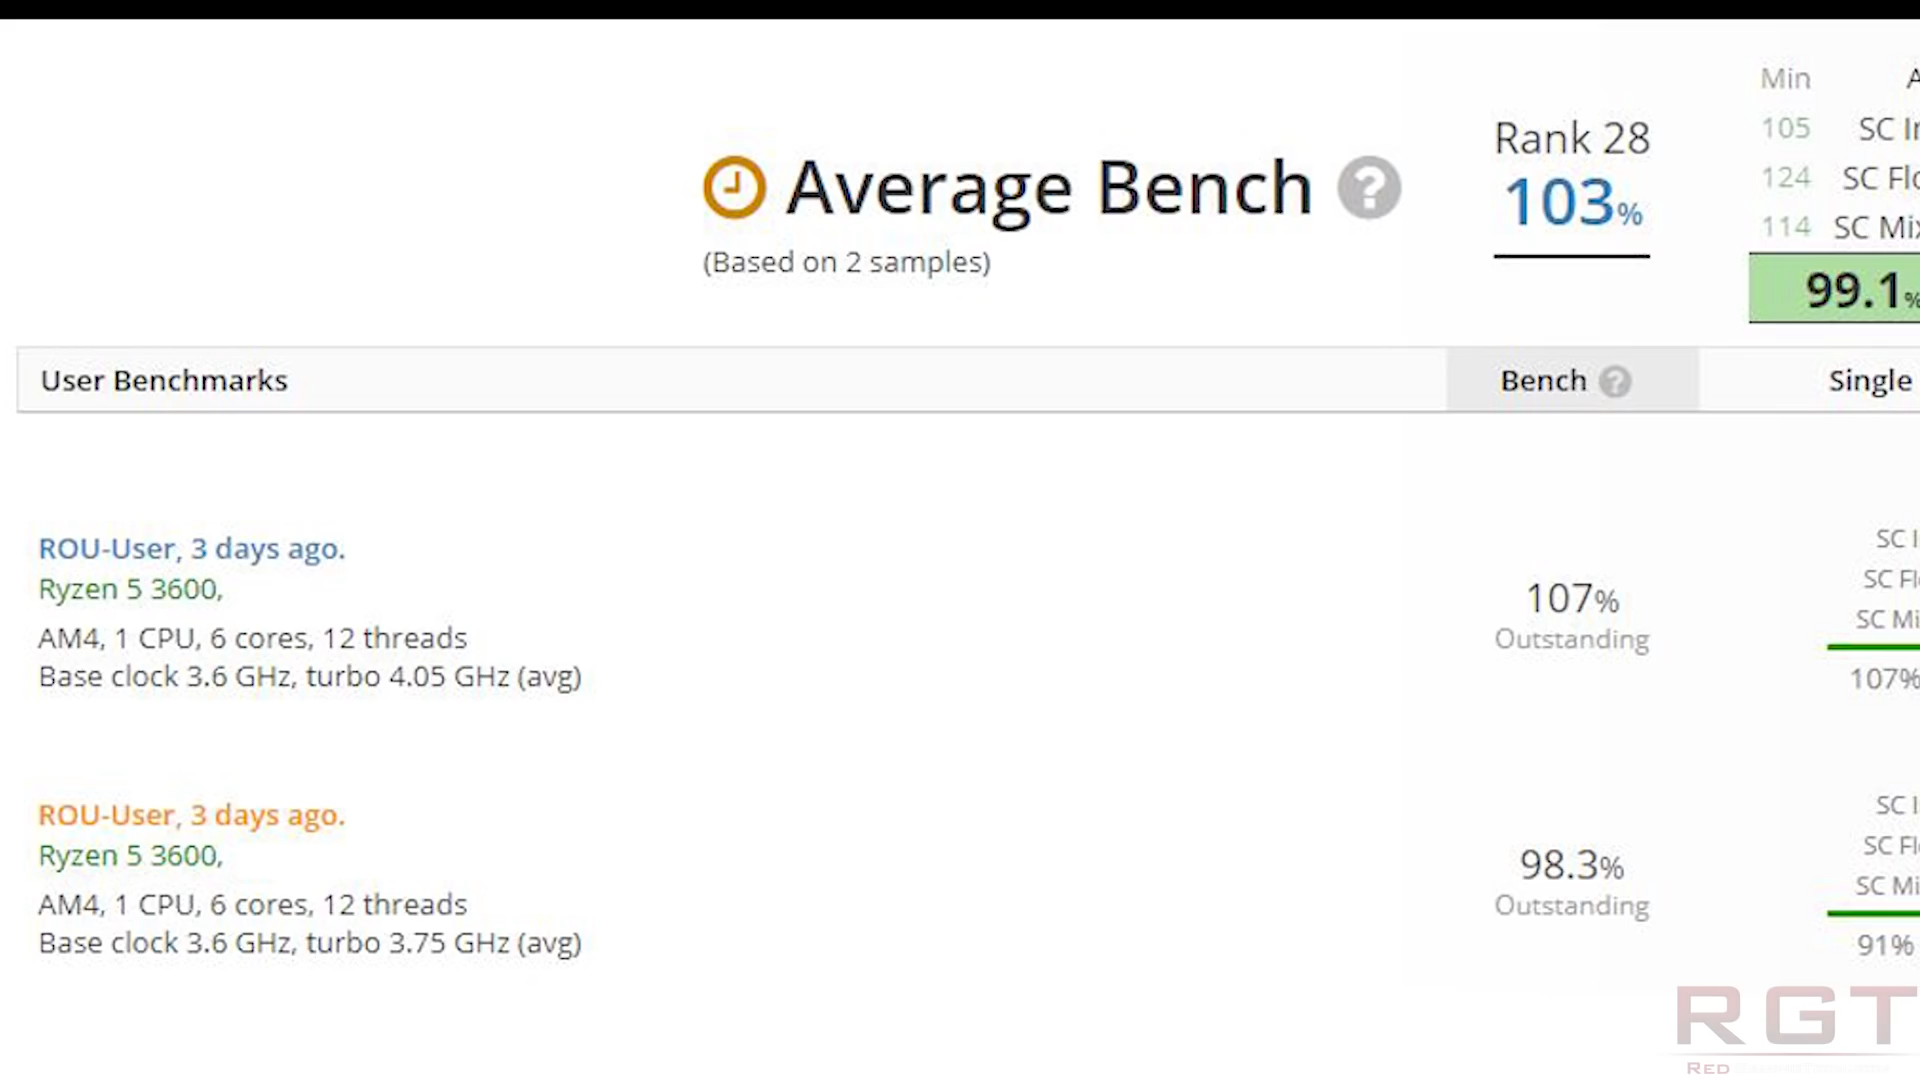 Average Bench
(Based on 2 samples)
Rank 28
103%
Min
105 SC
124 SC
114 SC
99.1%
User Benchmarks Bench Single
ROU-User, 3 days ago.
Ryzen 5 3600,
AM4, 1 CPU, 6 cores, 12 threads
Base clock 3.6 GHz, turbo 4.05 GHz (avg)
107%
Outstanding
SC
SC
SC
107%
ROU-User, 3 days ago.
Ryzen 5 3600,
AM4, 1 CPU, 6 cores, 12 threads
Base clock 3.6 GHz, turbo 3.75 GHz (avg)
98.3%
Outstanding
SC
SC
SC
91%
RGT
RED